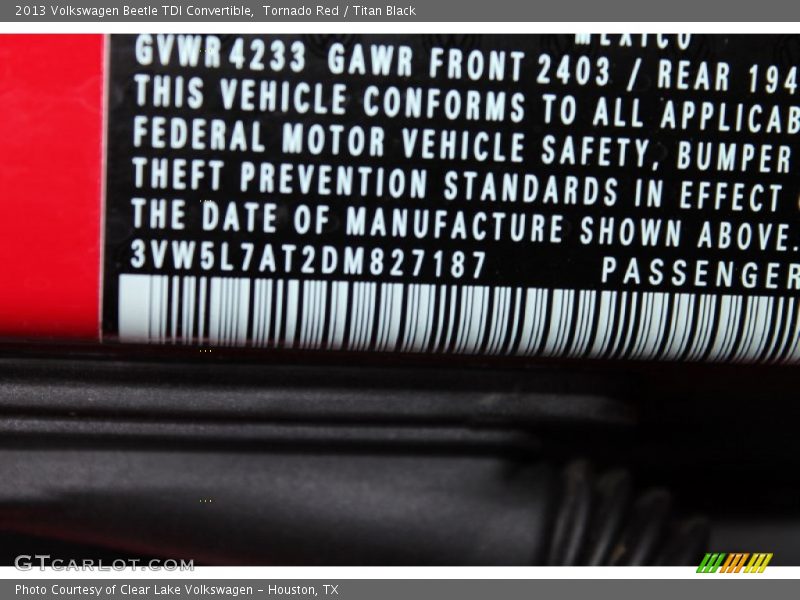 2013 Volkswagen Beetle TDI Convertible,  Tornado Red / Titan Black
MEXICO
GVWR 4233 GAWR FRONT 2403 / REAR 194
THIS VEHICLE CONFORMS TO ALL APPLICAB
FEDERAL MOTOR VEHICLE SAFETY, BUMPER
THEFT PREVENTION STANDARDS IN EFFECT
THE DATE OF MANUFACTURE SHOWN ABOVE.
3VW5L7AT2DM827187 PASSENGER
GTCARLOT.COM
Photo Courtesy of Clear Lake Volkswagen – Houston, TX